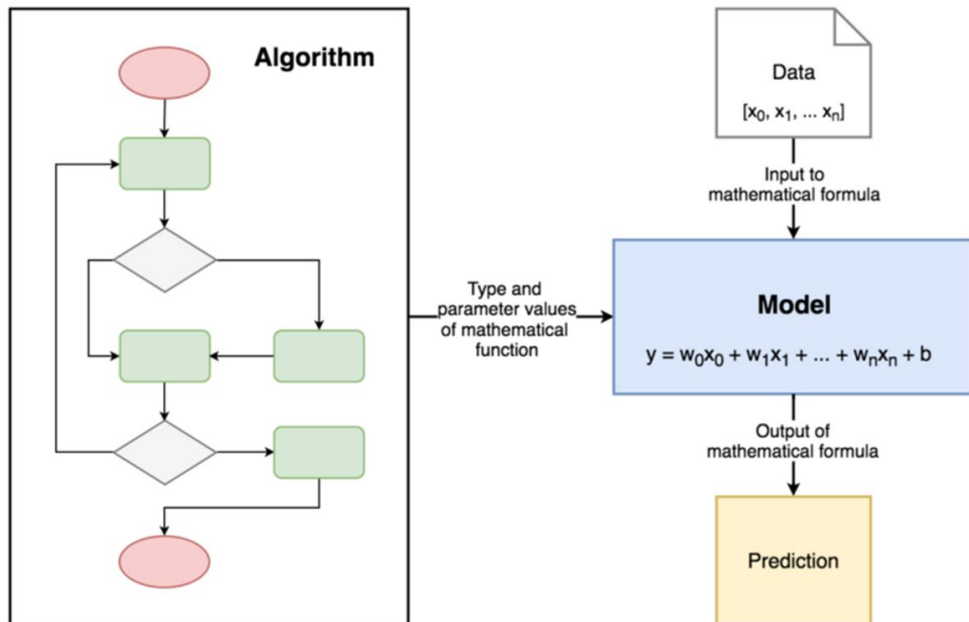 Algorithm
Data
[x₀, x₁, ... xₙ]
Input to
mathematical formula
Type and
parameter values
of mathematical
function
Model
y = w₀x₀ + w₁x₁ + ... + wₙxₙ + b
Output of
mathematical formula
Prediction